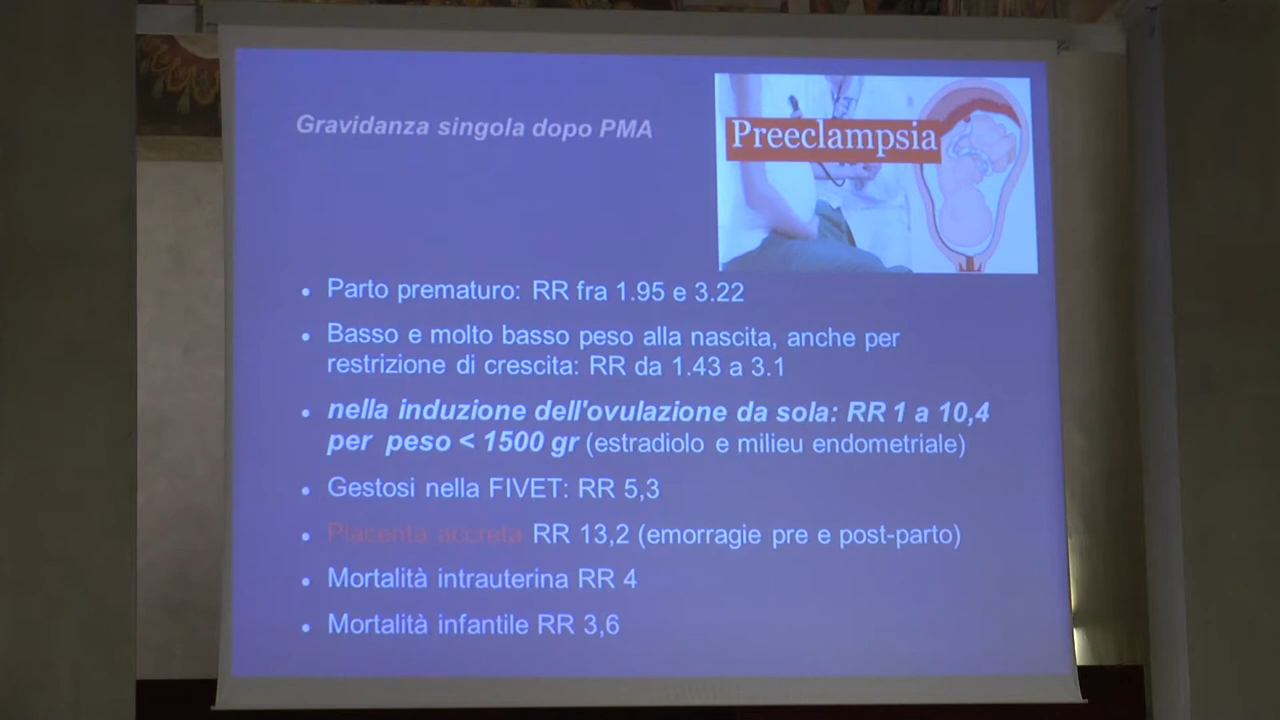 Gravidanza singola dopo PMA
Preeclampsia
• Parto prematuro: RR fra 1.95 e 3.22
• Basso e molto basso peso alla nascita, anche per
restrizione di crescita: RR da 1.43 a 3.1
• nella induzione dell'ovulazione da sola: RR 1 a 10,4
per peso < 1500 gr (estradiolo e milieu endometriale)
• Gestosi nella FIVET: RR 5,3
• Placenta accreta RR 13,2 (emorragie pre e post-parto)
• Mortalità intrauterina RR 4
• Mortalità infantile RR 3,6